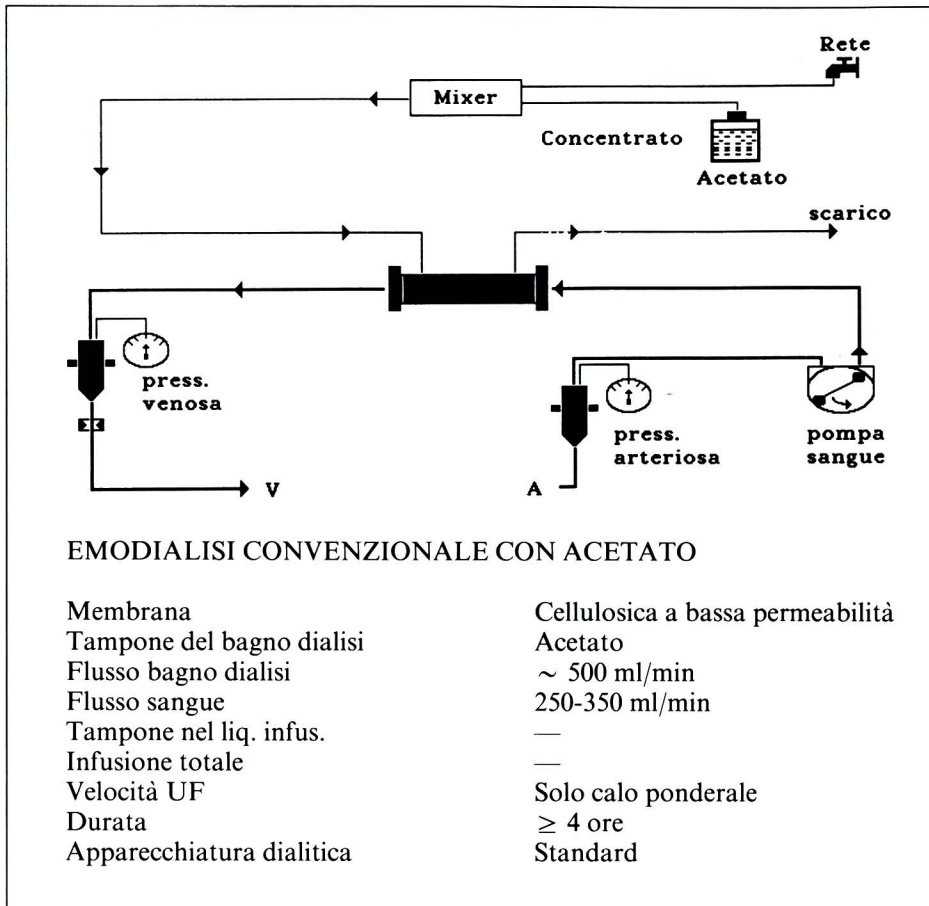 Rete
Mixer
Concentrato
Acetato
scarico
press.
venosa
press.
arteriosa
pompa
sangue
V
A
EMODIALISI CONVENZIONALE CON ACETATO
Membrana Cellulosica a bassa permeabilità
Tampone del bagno dialisi Acetato
Flusso bagno dialisi ~ 500 ml/min
Flusso sangue 250-350 ml/min
Tampone nel liq. infus. —
Infusione totale —
Velocità UF Solo calo ponderale
Durata ≥ 4 ore
Apparecchiatura dialitica Standard